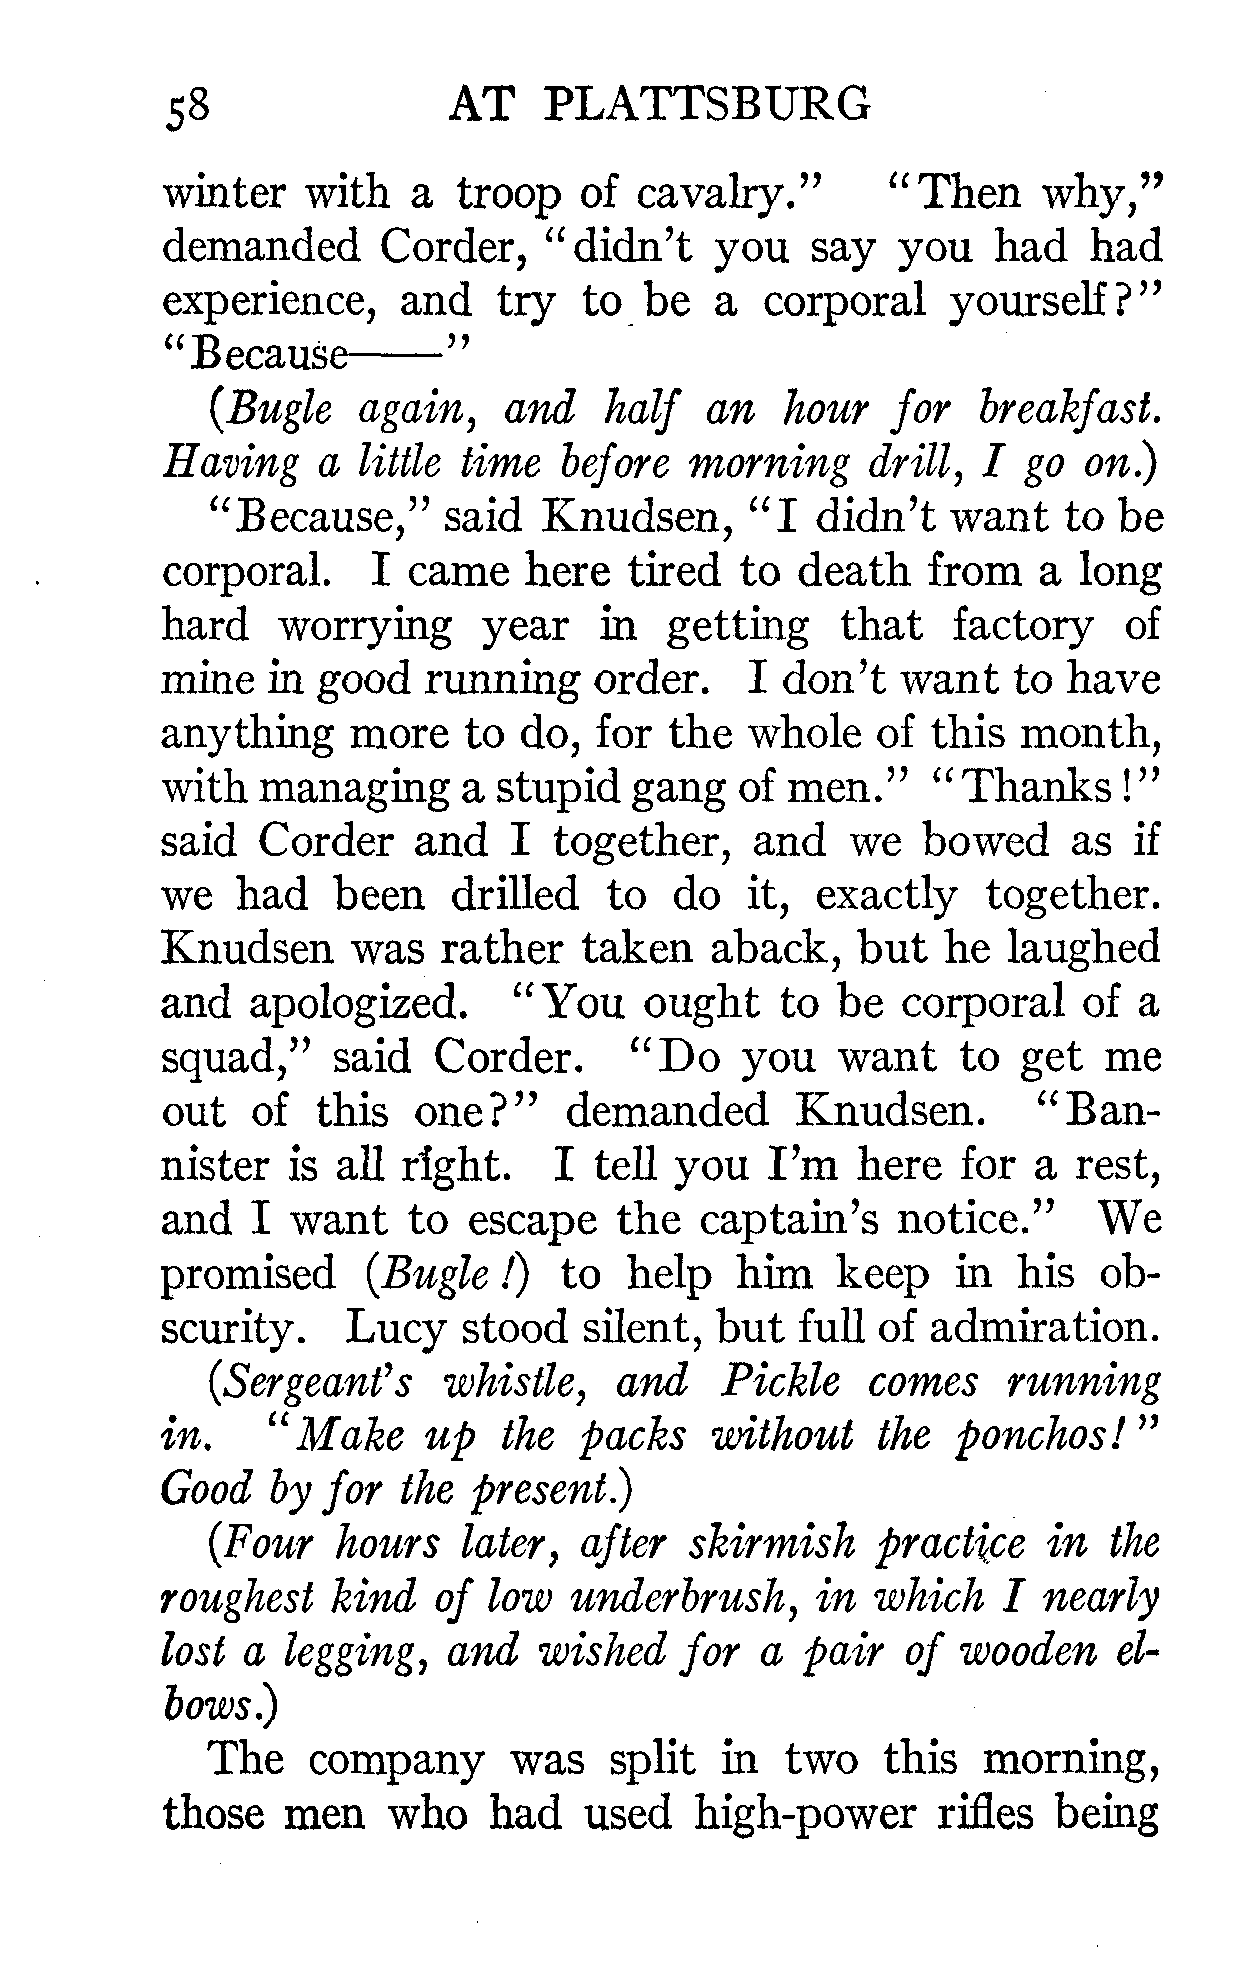 58 AT PLATTSBURG
winter with a troop of cavalry.” “Then why,”
demanded Corder, “didn’t you say you had had
experience, and try to be a corporal yourself?”
“Because——”
(Bugle again, and half an hour for breakfast.
Having a little time before morning drill, I go on.)
“Because,” said Knudsen, “I didn’t want to be
corporal. I came here tired to death from a long
hard worrying year in getting that factory of
mine in good running order. I don’t want to have
anything more to do, for the whole of this month,
with managing a stupid gang of men.” “Thanks!”
said Corder and I together, and we bowed as if
we had been drilled to do it, exactly together.
Knudsen was rather taken aback, but he laughed
and apologized. “You ought to be corporal of a
squad,” said Corder. “Do you want to get me
out of this one?” demanded Knudsen. “Ban-
nister is all right. I tell you I’m here for a rest,
and I want to escape the captain’s notice.” We
promised (Bugle!) to help him keep in his ob-
scurity. Lucy stood silent, but full of admiration.
(Sergeant’s whistle, and Pickle comes running
in. “Make up the packs without the ponchos!”
Good by for the present.)
(Four hours later, after skirmish practice in the
roughest kind of low underbrush, in which I nearly
lost a legging, and wished for a pair of wooden el-
bows.)
The company was split in two this morning,
those men who had used high-power rifles being